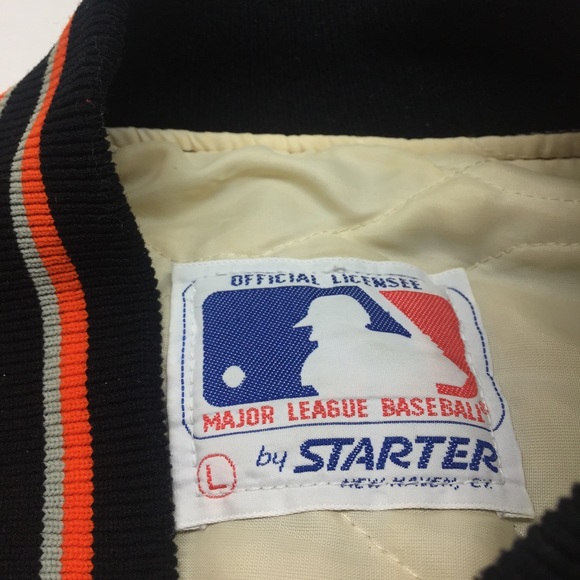 OFFICIAL LICENSEE
MAJOR LEAGUE BASEBALL
L by STARTER
NEW HAVEN, CT.